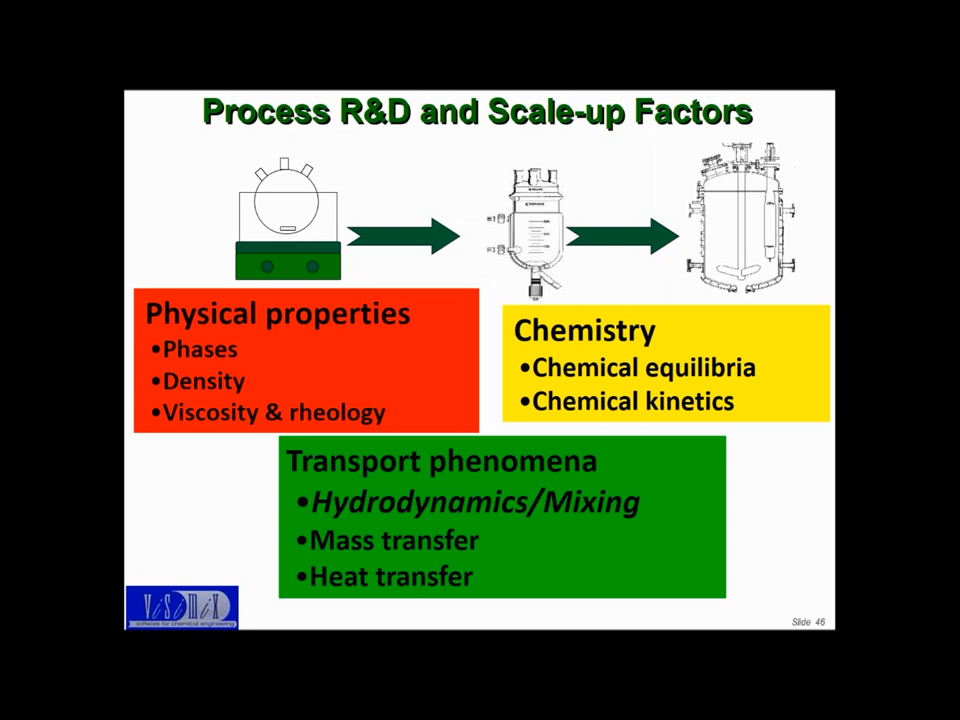 Process R&D and Scale-up Factors
Physical properties
•Phases
•Density
•Viscosity & rheology
Chemistry
•Chemical equilibria
•Chemical kinetics
Transport phenomena
•Hydrodynamics/Mixing
•Mass transfer
•Heat transfer
ViSiMiX
software for chemical engineering
Slide 46